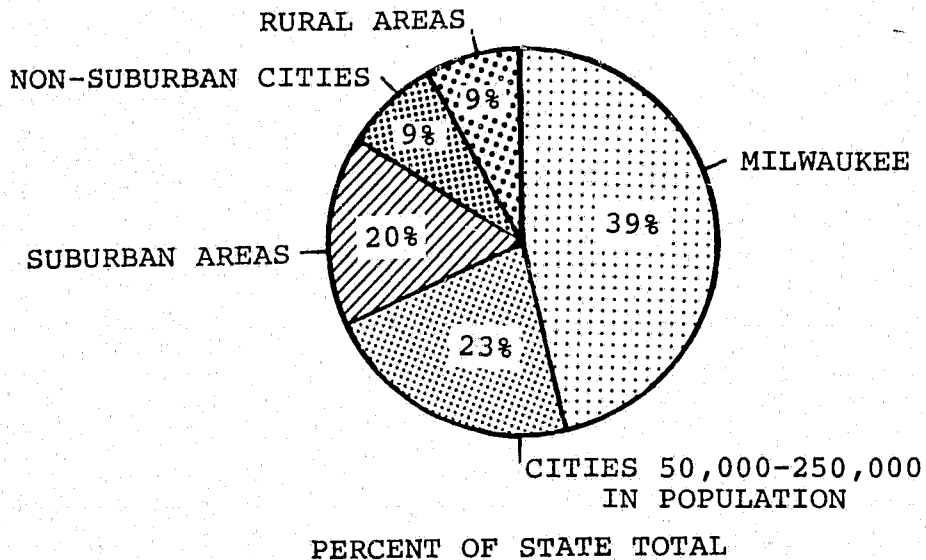 RURAL AREAS
NON-SUBURBAN CITIES
9%
9%
MILWAUKEE
39%
SUBURBAN AREAS
20%
23%
CITIES 50,000-250,000
IN POPULATION
PERCENT OF STATE TOTAL